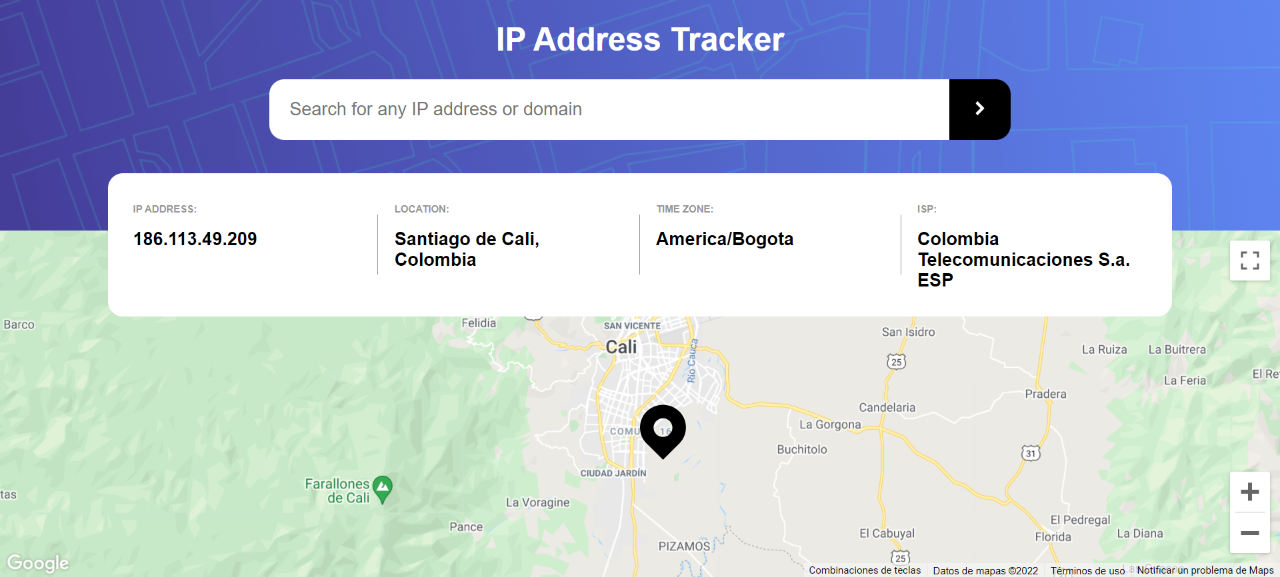 IP Address Tracker
Search for any IP address or domain
IP ADDRESS:
186.113.49.209
LOCATION:
Santiago de Cali,
Colombia
TIME ZONE:
America/Bogota
ISP:
Colombia
Telecomunicaciones S.a.
ESP
Barco
Felidia
SAN VICENTE
Cali
Río Cauca
San Isidro
25
La Ruiza
La Buitrera
El Re
La Feria
Pradera
Candelaria
La Gorgona
COMU
16
Buchitolo
31
CIUDAD JARDÍN
Farallones
de Cali
tas
La Voragine
Pance
PIZAMOS
El Cabuyal
25
El Pedregal
Florida
La Diana
Google
Combinaciones de teclas
Datos de mapas ©2022
Términos de uso
Notificar un problema de Maps